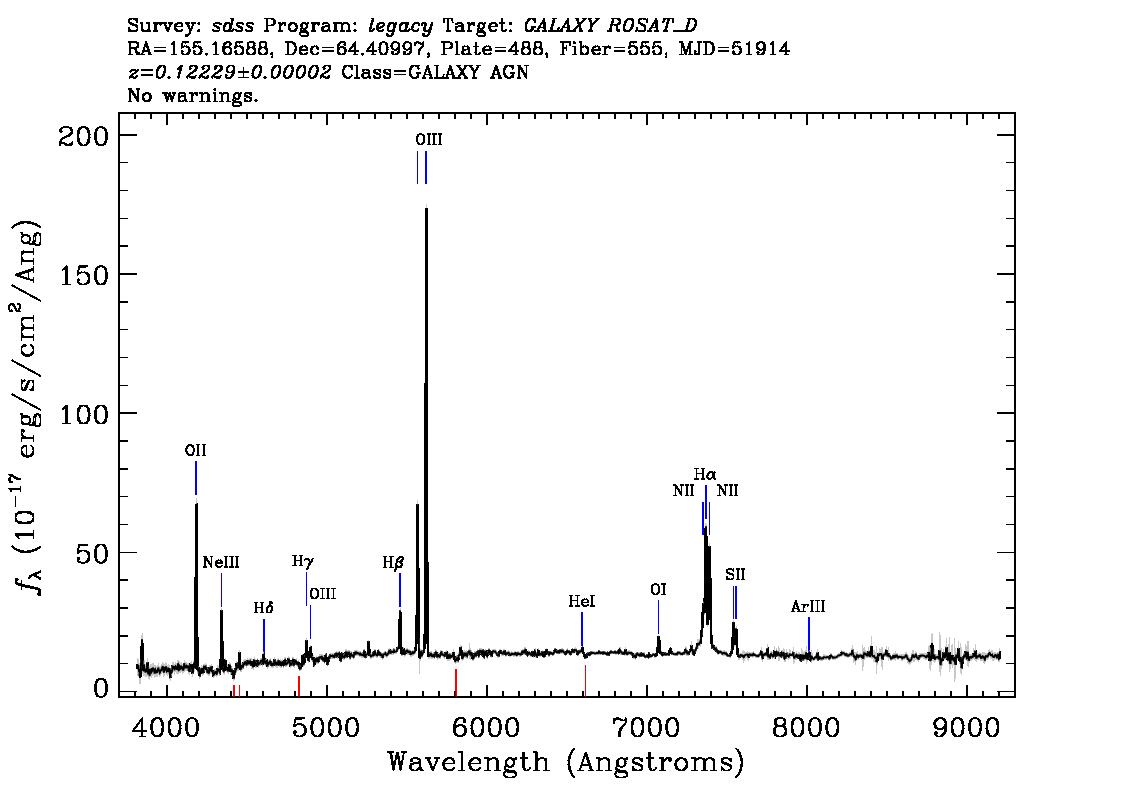 Survey: sdss Program: legacy Target: GALAXY ROSAT_D
RA=155.16588, Dec=64.40997, Plate=488, Fiber=555, MJD=51914
z=0.12229±0.00002 Class=GALAXY AGN
No warnings.
200
OIII
150
100
OII
Hα
NII NII
50
NeIII Hγ Hβ
OIII
SII
OI
HeI
Hδ
ArIII
0
4000 5000 6000 7000 8000 9000
Wavelength (Angstroms)
f_λ (10^−17 erg/s/cm^2/Ang)